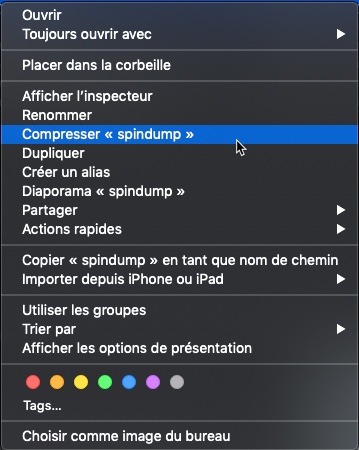 Ouvrir
Toujours ouvrir avec
Placer dans la corbeille
Afficher l’inspecteur
Renommer
Compresser « spindump »
Dupliquer
Créer un alias
Diaporama « spindump »
Partager
Actions rapides
Copier « spindump » en tant que nom de chemin
Importer depuis iPhone ou iPad
Utiliser les groupes
Trier par
Afficher les options de présentation
Tags...
Choisir comme image du bureau